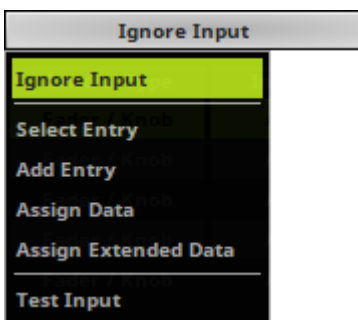 Ignore Input
Ignore Input
Select Entry
Add Entry
Assign Data
Assign Extended Data
Test Input